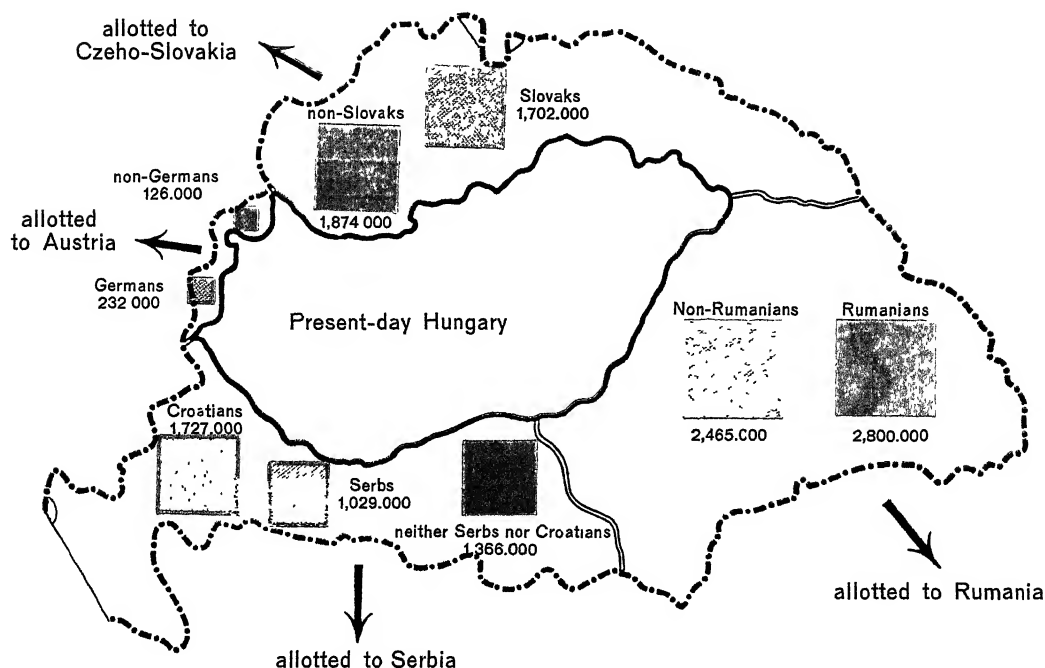 allotted to
Czeho-Slovakia
non-Slovaks
1,874 000
Slovaks
1,702.000
non-Germans
126.000
allotted
to Austria
Germans
232 000
Present-day Hungary
Non-Rumanians
2,465.000
Rumanians
2,800.000
Croatians
1,727,000
Serbs
1,029.000
neither Serbs nor Croatians
1 366.000
allotted to Rumania
allotted to Serbia